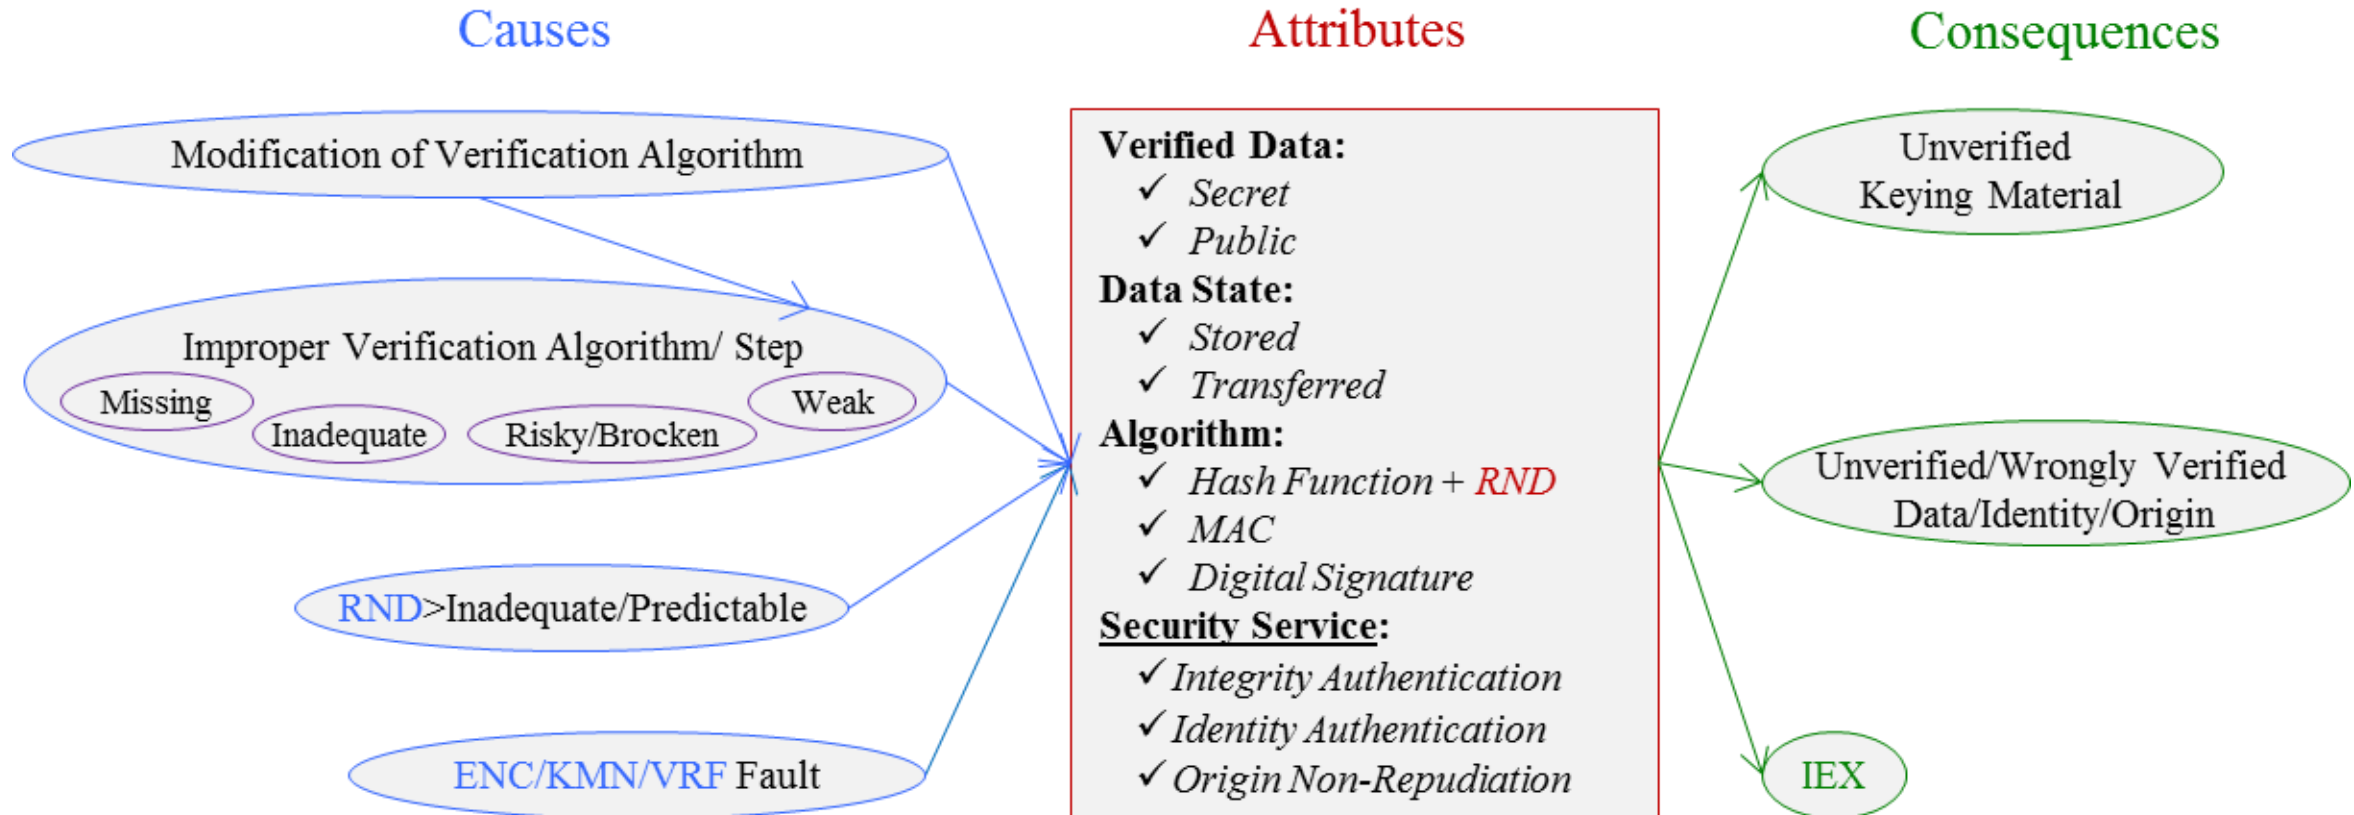 Causes
Attributes
Consequences
Modification of Verification Algorithm
Improper Verification Algorithm/ Step
Missing
Inadequate
Risky/Brocken
Weak
RND>Inadequate/Predictable
ENC/KMN/VRF Fault
Verified Data:
✓ Secret
✓ Public
Data State:
✓ Stored
✓ Transferred
Algorithm:
✓ Hash Function + RND
✓ MAC
✓ Digital Signature
Security Service:
✓ Integrity Authentication
✓ Identity Authentication
✓ Origin Non-Repudiation
Unverified
Keying Material
Unverified/Wrongly Verified
Data/Identity/Origin
IEX